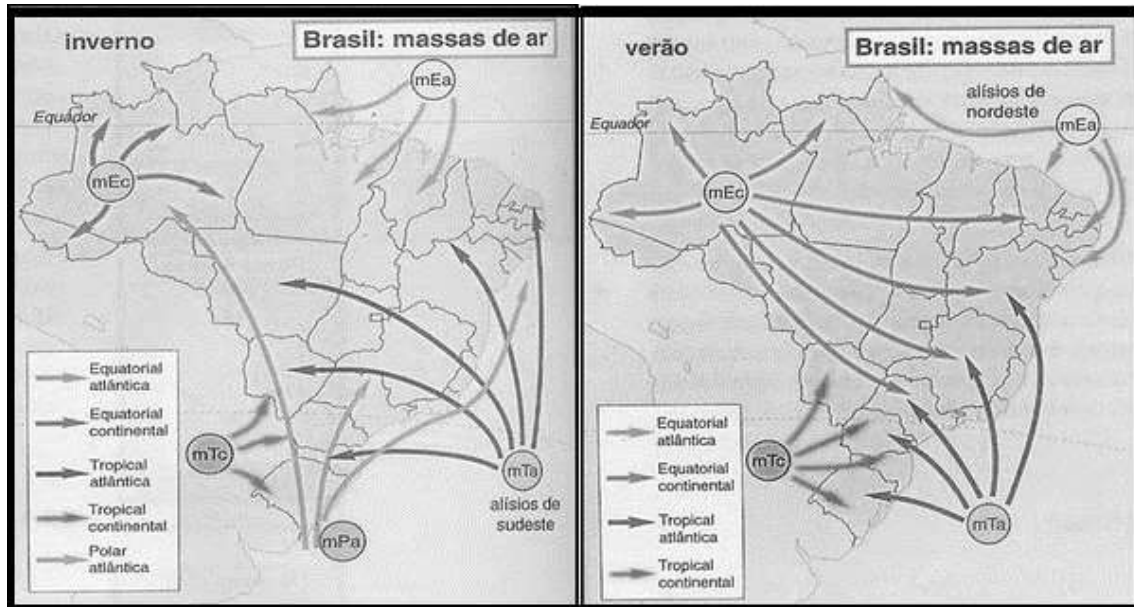 inverno
Brasil: massas de ar
mEa
Equador
mEc
Equatorial
atlântica
Equatorial
continental
Tropical
atlântica
Tropical
continental
Polar
atlântica
mTc
mPa
mTa
alísios de
sudeste
verão
Brasil: massas de ar
alísios de
nordeste
mEa
Equador
mEc
Equatorial
atlântica
Equatorial
continental
Tropical
atlântica
Tropical
continental
mTc
mTa